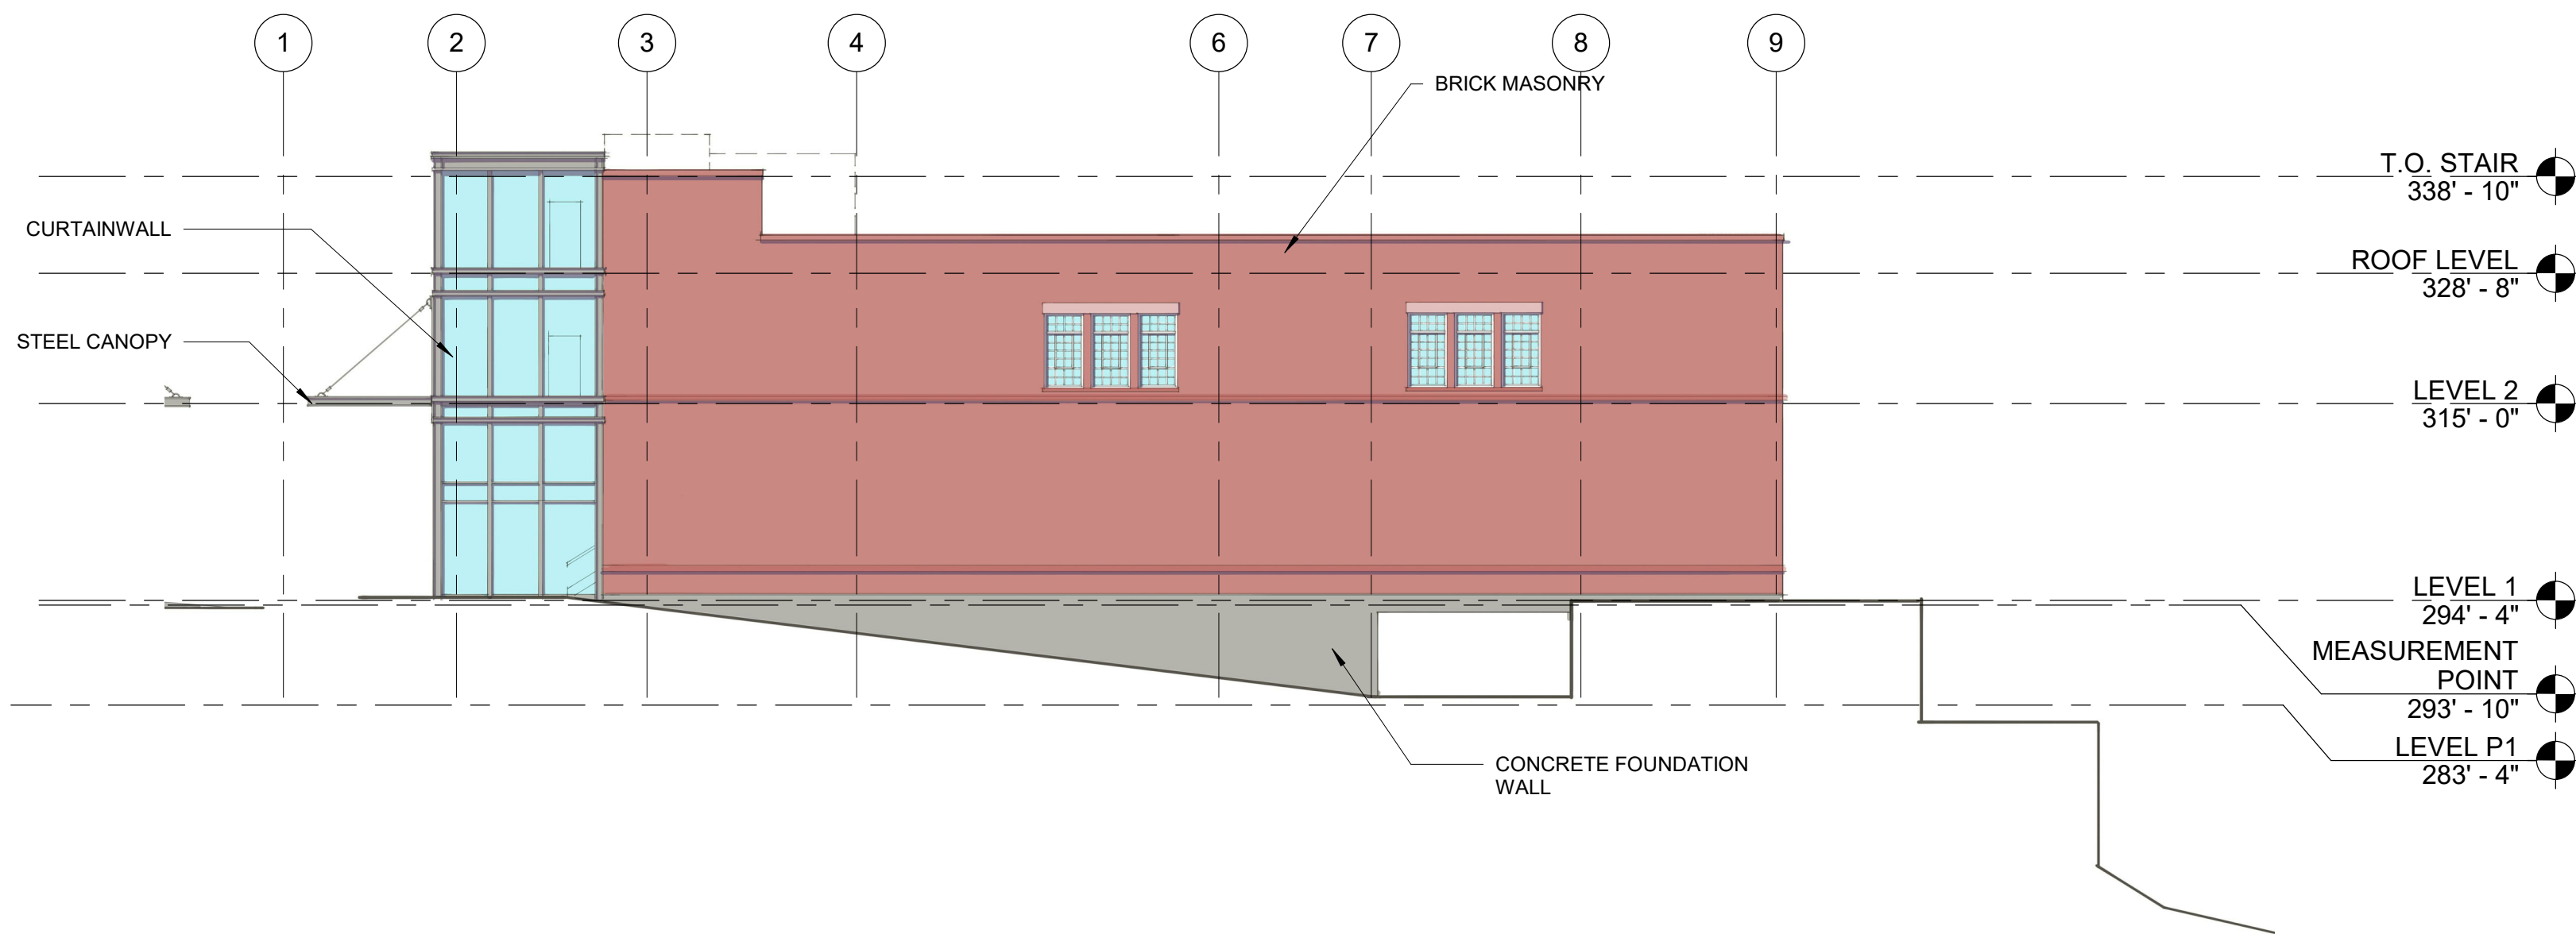 1
2
3
4
6
7
8
9
BRICK MASONRY
CURTAINWALL
STEEL CANOPY
T.O. STAIR
338' - 10"
ROOF LEVEL
328' - 8"
LEVEL 2
315' - 0"
LEVEL 1
294' - 4"
MEASUREMENT
POINT
293' - 10"
LEVEL P1
283' - 4"
CONCRETE FOUNDATION
WALL